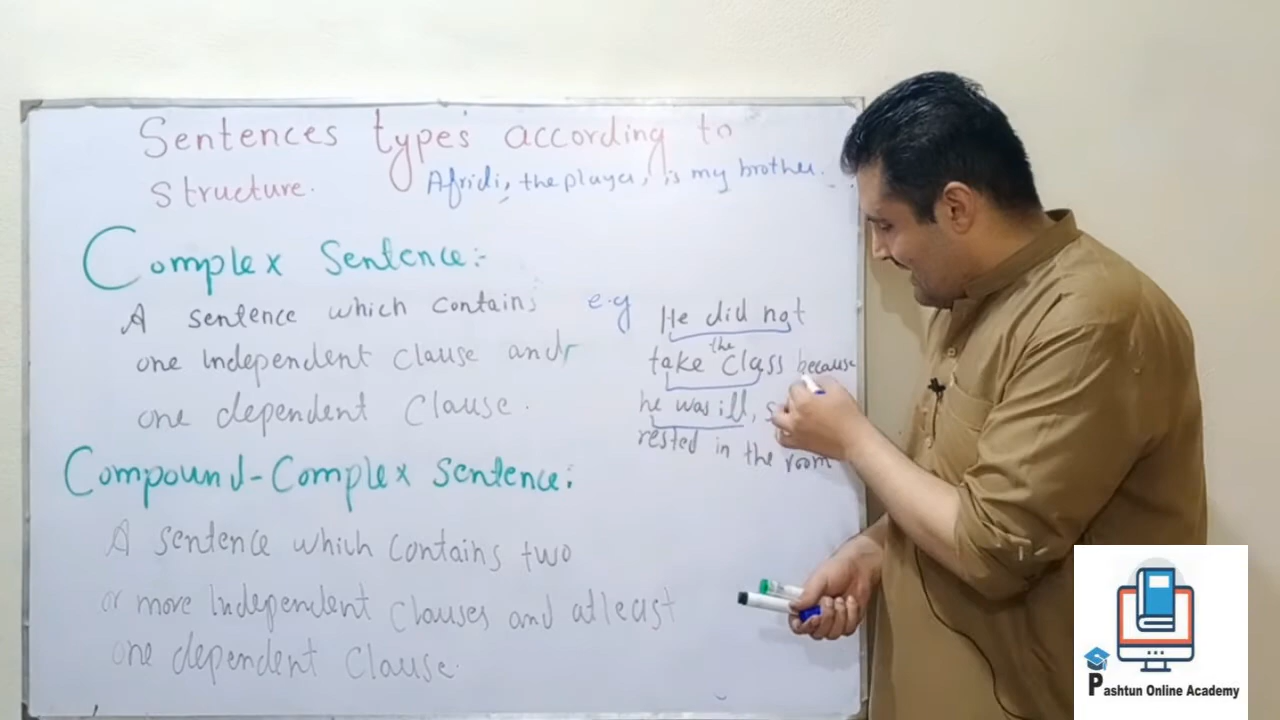 Sentences types according to
structure.
Afridi, the player, is my brother.
Complex Sentence:-
A sentence which contains
one Independent Clause and
one dependent Clause.
e.g
He did not
take the class because
he was ill,
rested in the room
Compound-Complex sentence:
A sentence which contains two
or more Independent Clauses and atleast
one dependent Clause.
Pashtun Online Academy